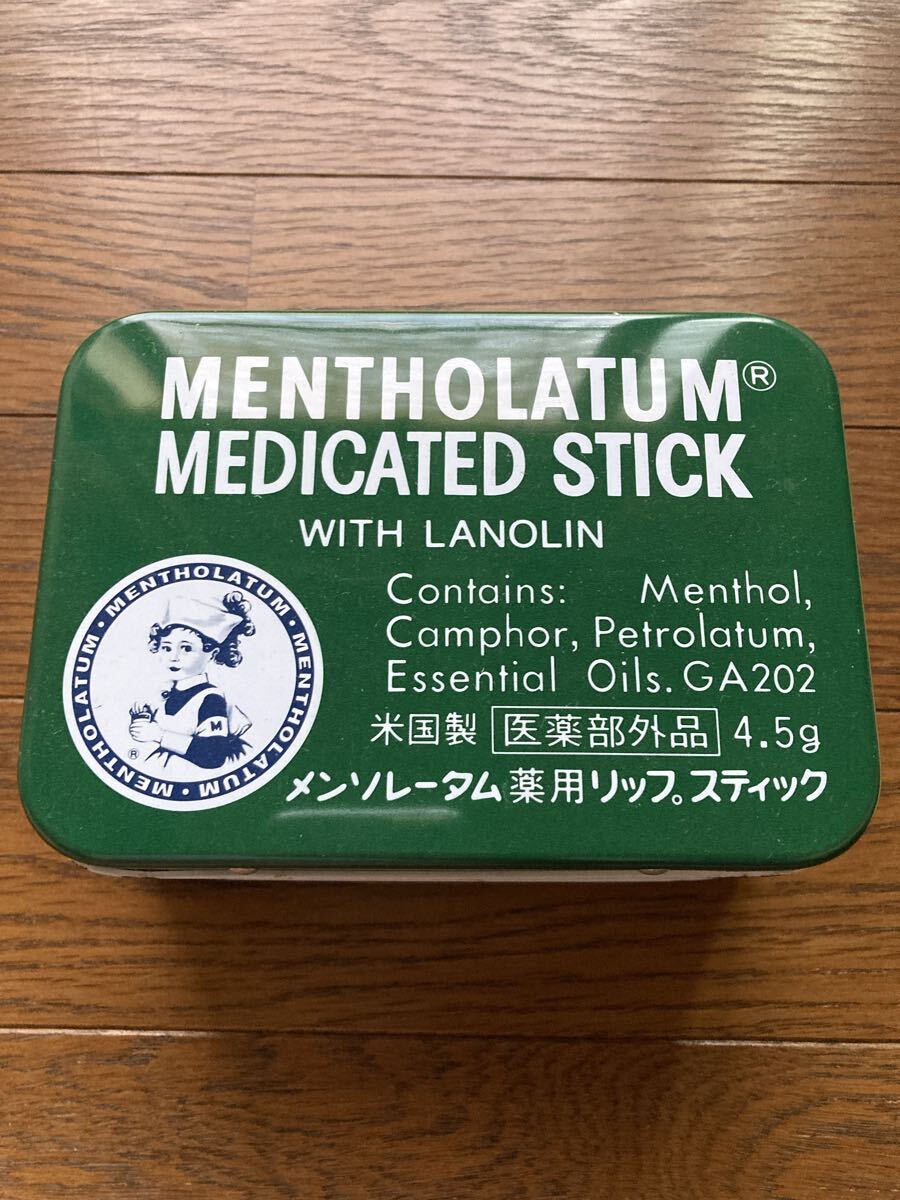 MENTHOLATUM®
MEDICATED STICK
WITH LANOLIN
Contains: Menthol,
Camphor, Petrolatum,
Essential Oils. GA202
米国製 医薬部外品 4.5g
メンソレータム薬用リップスティック
MENTHOLATUM・MENTHOLATUM・MENTHOLATUM・MENTHOLATUM・
M
®